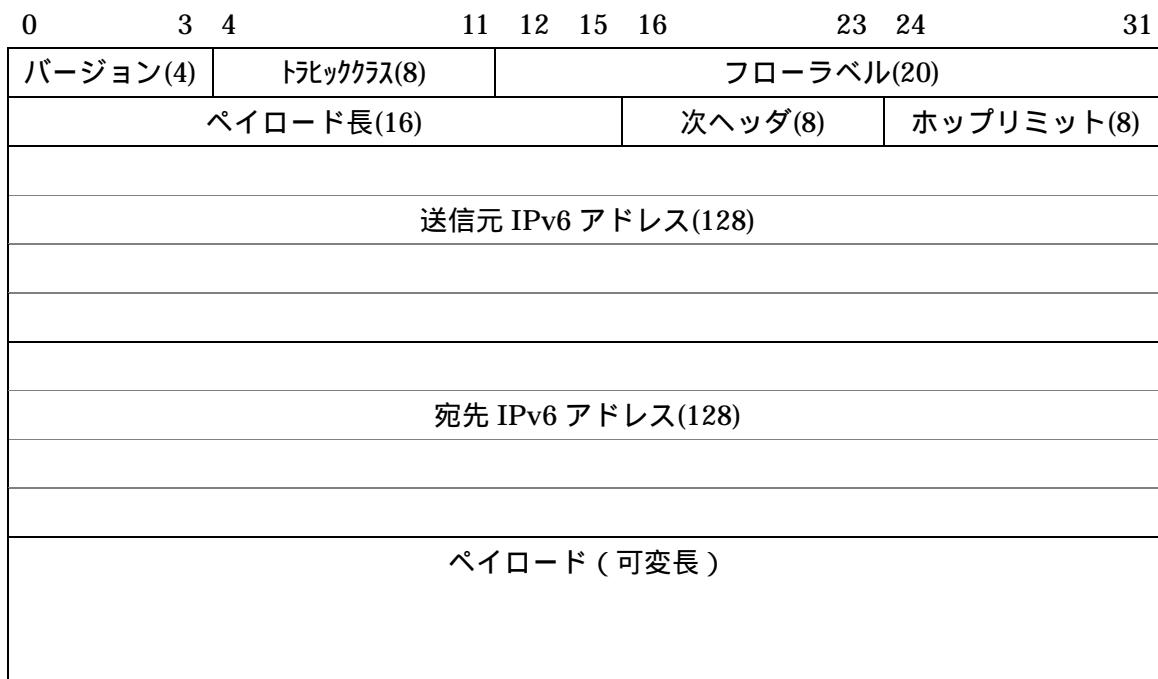 0 3 4 11 12 15 16 23 24 31
バージョン(4) ﾄﾗﾋｯｸｸﾗｽ(8) フローラベル(20)
ペイロード長(16) 次ヘッダ(8) ホップリミット(8)
送信元 IPv6 アドレス(128)
宛先 IPv6 アドレス(128)
ペイロード ( 可変長 )